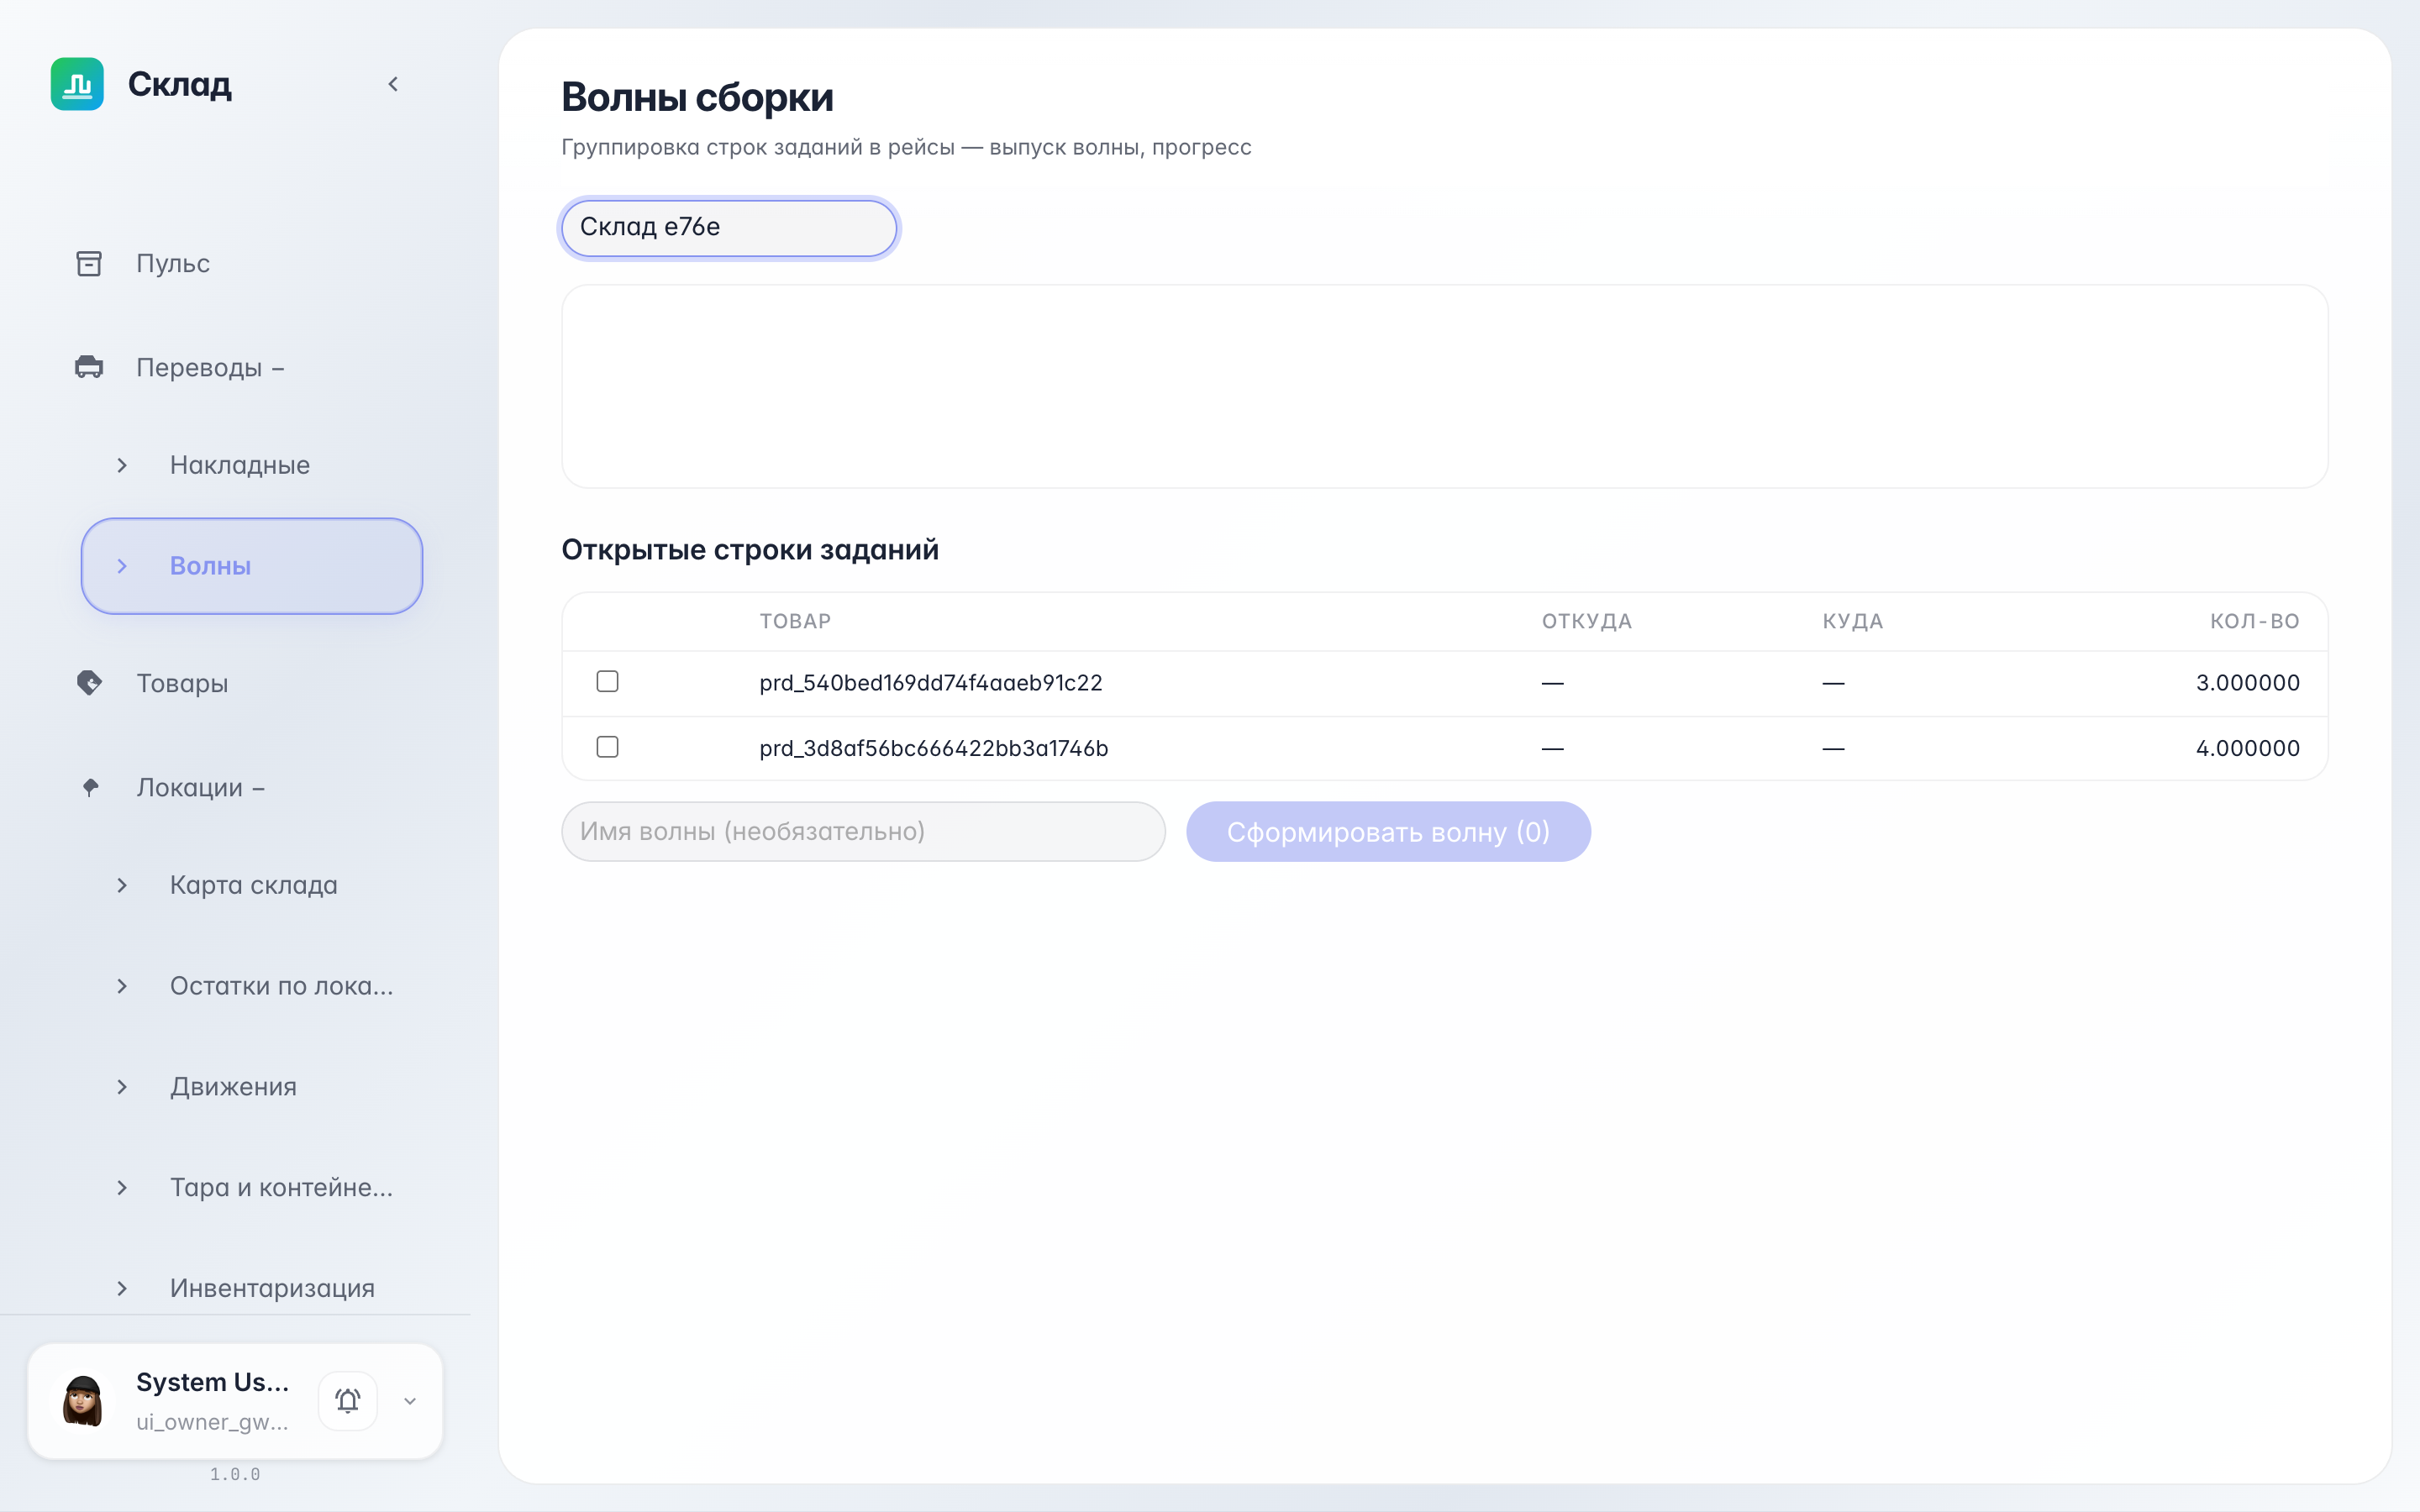 Склад
Пульс
Переводы –
Накладные
Волны
Товары
Локации –
Карта склада
Остатки по лока...
Движения
Тара и контейне...
Инвентаризация
System Us...
ui_owner_gw...
1.0.0
Волны сборки
Группировка строк заданий в рейсы — выпуск волны, прогресс
Склад e76e
Открытые строки заданий
ТОВАР ОТКУДА КУДА КОЛ-ВО
prd_540bed169dd74f4aaeb91c22 — — 3.000000
prd_3d8af56bc666422bb3a1746b — — 4.000000
Имя волны (необязательно) Сформировать волну (0)